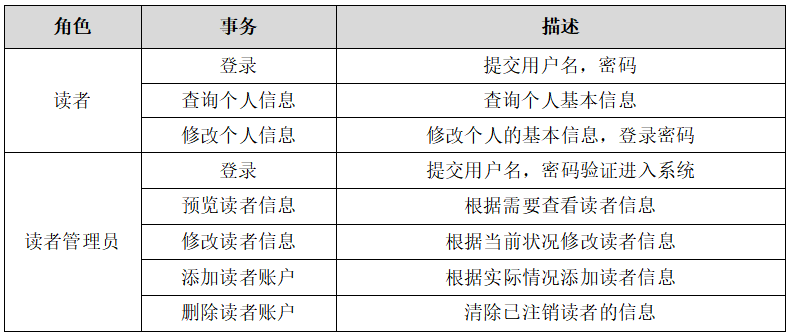 角色 事务 描述
登录 提交用户名，密码
读者 查询个人信息 查询个人基本信息
修改个人信息 修改个人的基本信息，登录密码
登录 提交用户名，密码验证进入系统
预览读者信息 根据需要查看读者信息
读者管理员 修改读者信息 根据当前状况修改读者信息
添加读者账户 根据实际情况添加读者信息
删除读者账户 清除已注销读者的信息